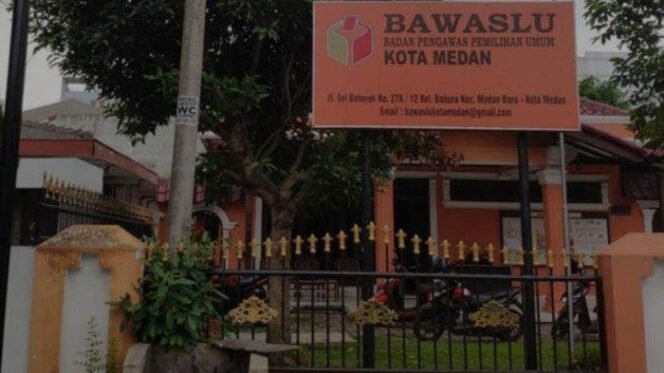 BAWASLU
BADAN PENGAWAS PEMILIHAN UMUM
KOTA MEDAN
Jl. Sei Bahorok No. 27A / 10 Kel. Babura Kec. Medan Baru - Kota Medan
Email : bawaslukotamedan@gmail.com
WC